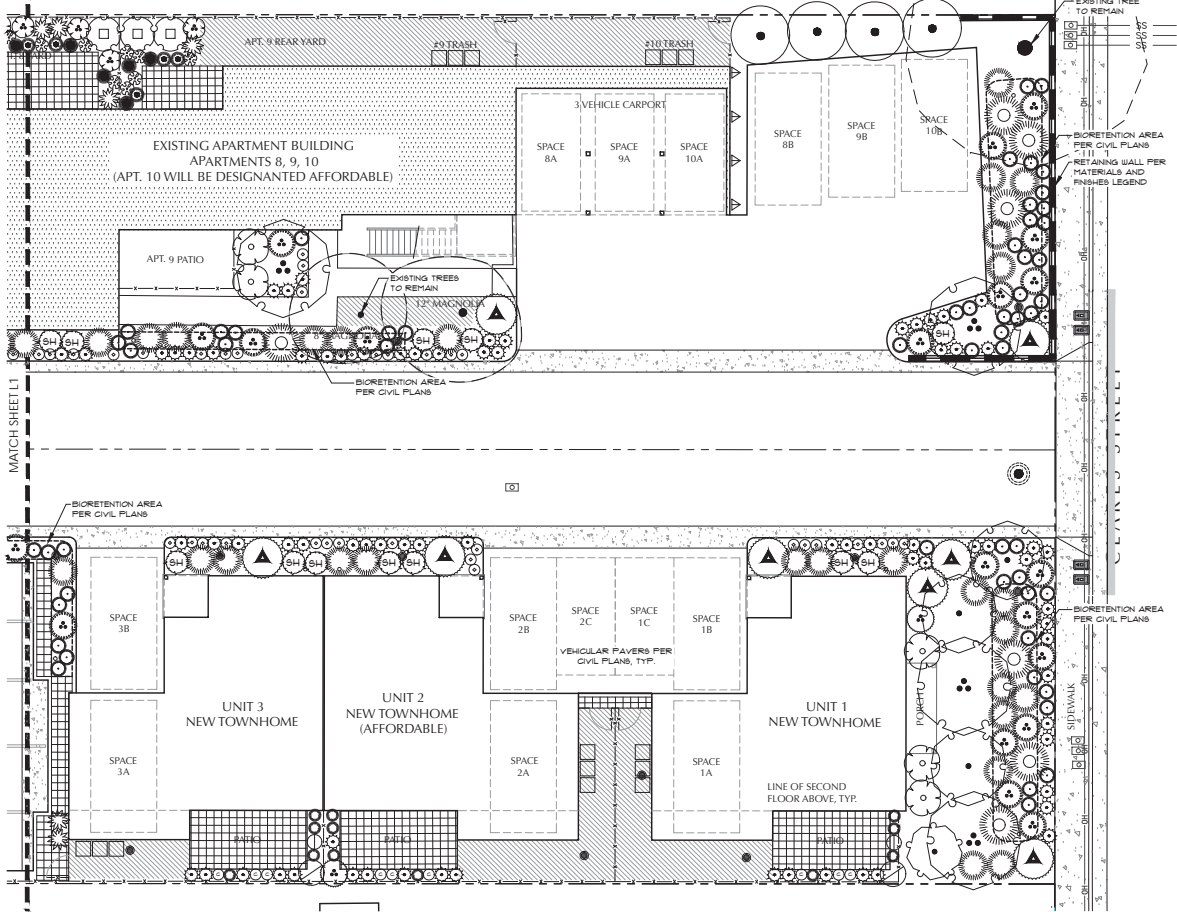 EXISTING TREE
TO REMAIN
SS
SS
SS
APT. 9 REAR YARD
#9 TRASH
#10 TRASH
3 VEHICLE CARPORT
SPACE
8A
SPACE
9A
SPACE
10A
SPACE
8B
SPACE
9B
SPACE
10B
EXISTING APARTMENT BUILDING
APARTMENTS 8, 9, 10
(APT. 10 WILL BE DESIGNANTED AFFORDABLE)
BIORETENTION AREA
PER CIVIL PLANS
RETAINING WALL PER
MATERIALS AND
FINISHES LEGEND
APT. 9 PATIO
EXISTING TREES
TO REMAIN
12" MAGNOLIA
SH
SH
SH
SH
SH
SH
BIORETENTION AREA
PER CIVIL PLANS
MATCH SHEET L1
OH
OH
OH
OH
BIORETENTION AREA
PER CIVIL PLANS
SH
SH
SH
SH
SH
SH
SH
SPACE
3B
SPACE
2B
SPACE
2C
SPACE
1C
SPACE
1B
VEHICULAR PAVERS PER
CIVIL PLANS, TYP.
BIORETENTION AREA
PER CIVIL PLANS
UNIT 3
NEW TOWNHOME
UNIT 2
NEW TOWNHOME
(AFFORDABLE)
UNIT 1
NEW TOWNHOME
PORCH
SIDEWALK
SPACE
3A
SPACE
2A
SPACE
1A
LINE OF SECOND
FLOOR ABOVE, TYP.
PATIO
PATIO
PATIO